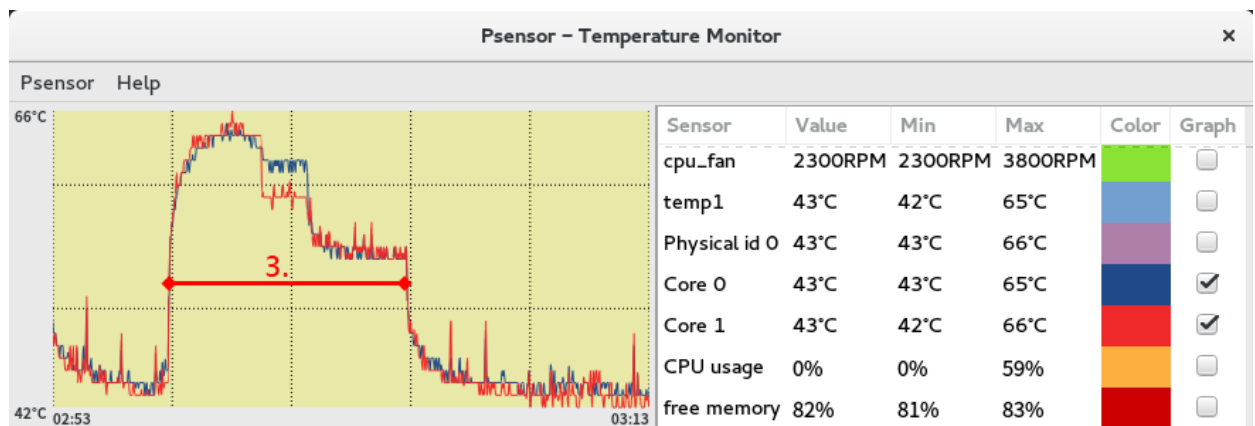 Psensor – Temperature Monitor ×
Psensor Help
66°C
3.
42°C 02:53 03:13
Sensor Value Min Max Color Graph
cpu_fan 2300RPM 2300RPM 3800RPM
temp1 43°C 42°C 65°C
Physical id 0 43°C 43°C 66°C
Core 0 43°C 43°C 65°C
Core 1 43°C 42°C 66°C
CPU usage 0% 0% 59%
free memory 82% 81% 83%